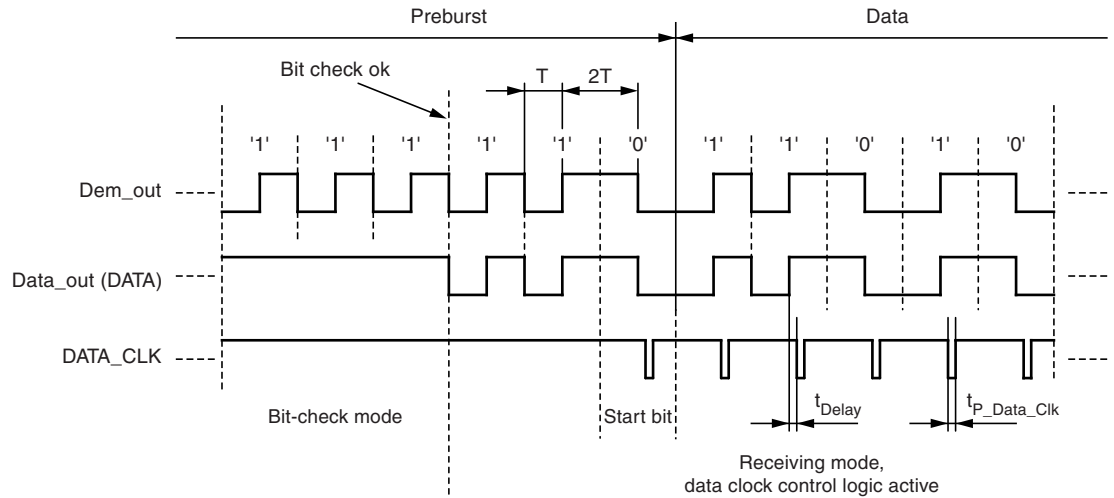 Preburst
Data
Bit check ok
T
2T
'1' '1' '1' '1' '1' '0' '1' '1' '0' '1' '0'
Dem_out
Data_out (DATA)
DATA_CLK
Bit-check mode
Start bit
tDelay
tP_Data_Clk
Receiving mode,
data clock control logic active